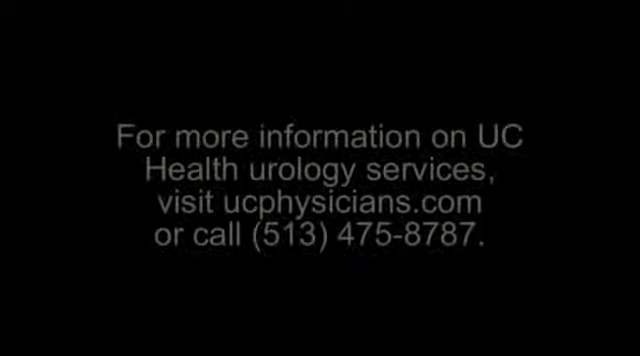 For more information on UC
Health urology services,
visit ucphysicians.com
or call (513) 475-8787.